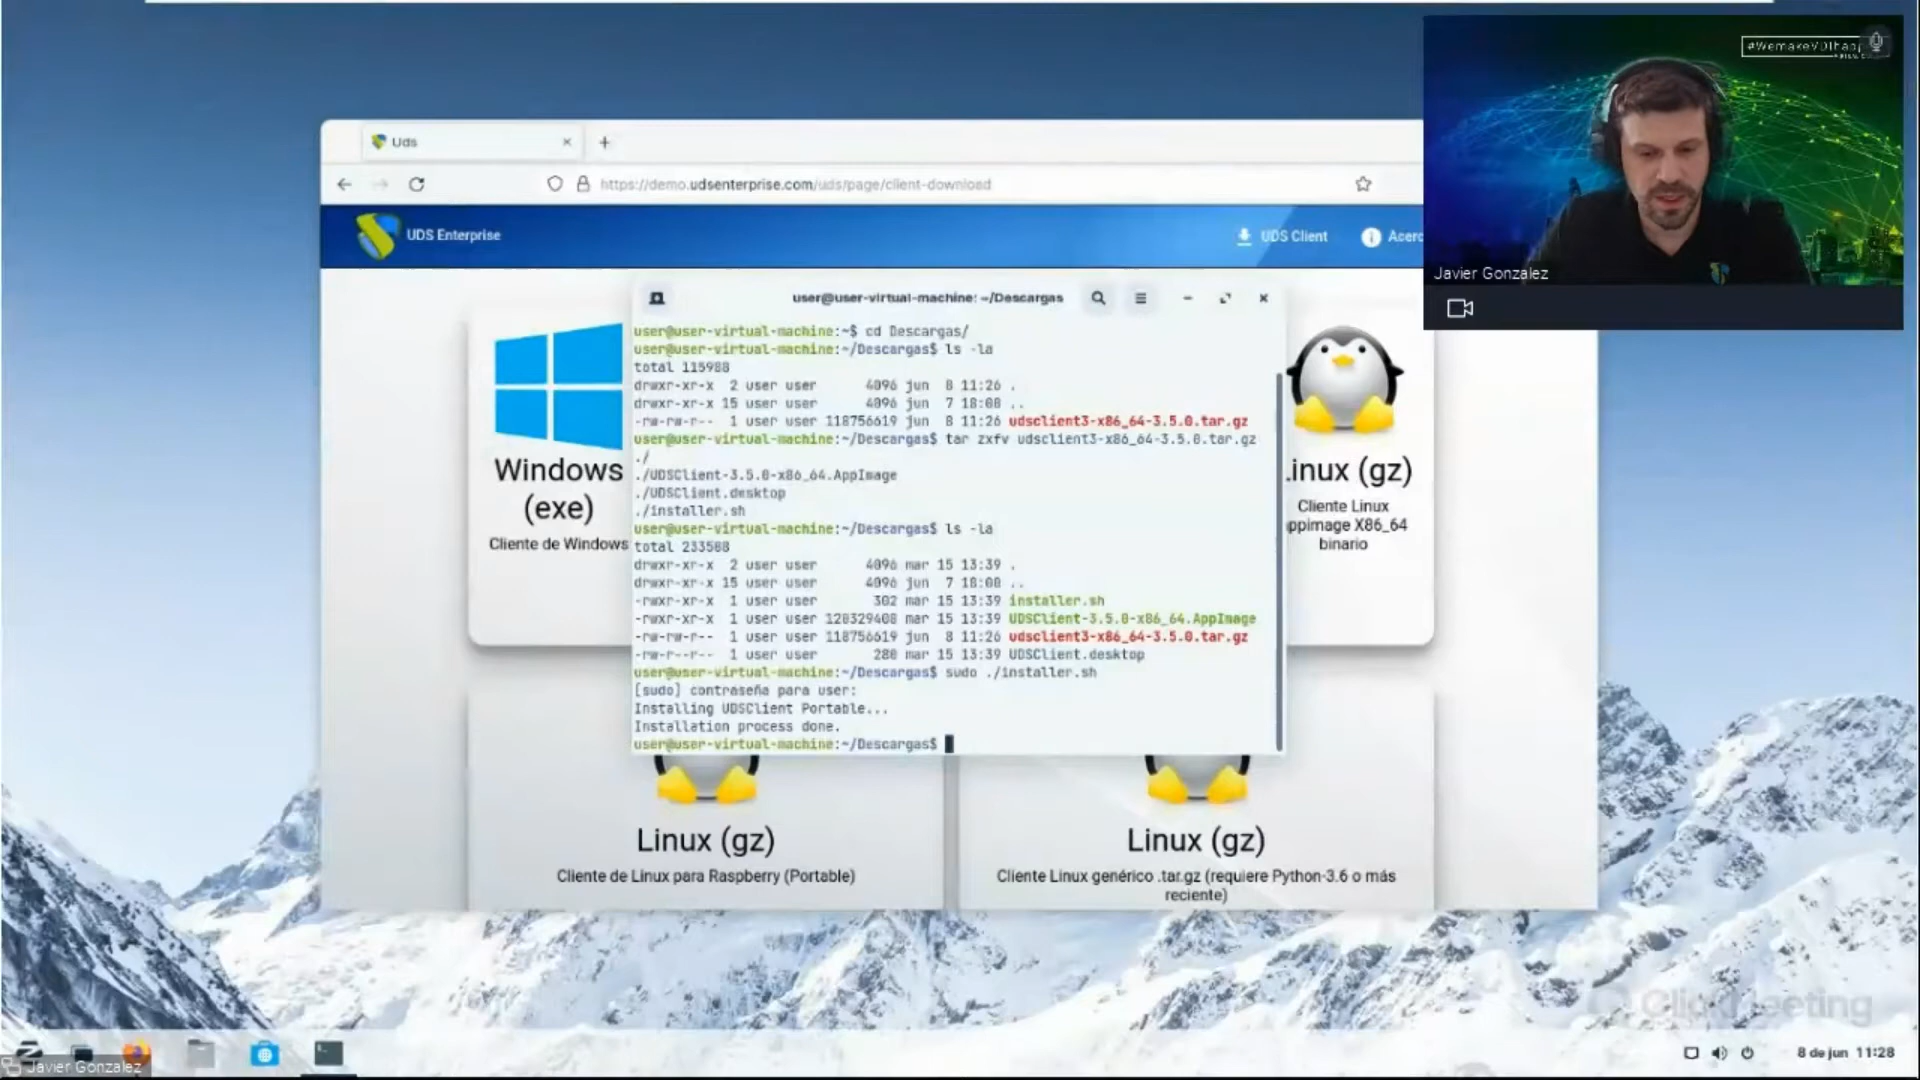 Uds
https://demo.udsenterprise.com/uds/page/client-download
UDS Enterprise
UDS Client
Acerc
#WemakeVDIhapp
Javier Gonzalez
user@user-virtual-machine: ~/Descargas
user@user-virtual-machine:~$ cd Descargas/
user@user-virtual-machine:~/Descargas$ ls -la
total 115988
drwxr-xr-x 2 user user 4096 jun 8 11:26 .
drwxr-xr-x 15 user user 4096 jun 7 18:08 ..
-rw-rw-r-- 1 user user 118756619 jun 8 11:26 udsclient3-x86_64-3.5.0.tar.gz
user@user-virtual-machine:~/Descargas$ tar zxfv udsclient3-x86_64-3.5.0.tar.gz
./
./UDSClient-3.5.0-x86_64.AppImage
./UDSClient.desktop
./installer.sh
user@user-virtual-machine:~/Descargas$ ls -la
total 233588
drwxr-xr-x 2 user user 4096 mar 15 13:39 .
drwxr-xr-x 15 user user 4096 jun 7 18:08 ..
-rwxr-xr-x 1 user user 302 mar 15 13:39 installer.sh
-rwxr-xr-x 1 user user 120329408 mar 15 13:39 UDSClient-3.5.0-x86_64.AppImage
-rw-rw-r-- 1 user user 118756619 jun 8 11:26 udsclient3-x86_64-3.5.0.tar.gz
-rw-r--r-- 1 user user 280 mar 15 13:39 UDSClient.desktop
user@user-virtual-machine:~/Descargas$ sudo ./installer.sh
[sudo] contraseña para user:
Installing UDSClient Portable...
Installation process done.
user@user-virtual-machine:~/Descargas$
Windows
(exe)
Cliente de Windows
Linux (gz)
Cliente Linux
ppimage X86_64
binario
Linux (gz)
Cliente de Linux para Raspberry (Portable)
Linux (gz)
Cliente Linux genérico .tar.gz (requiere Python-3.6 o más
reciente)
ClickMeeting
Javier Gonzalez
8 de jun 11:28